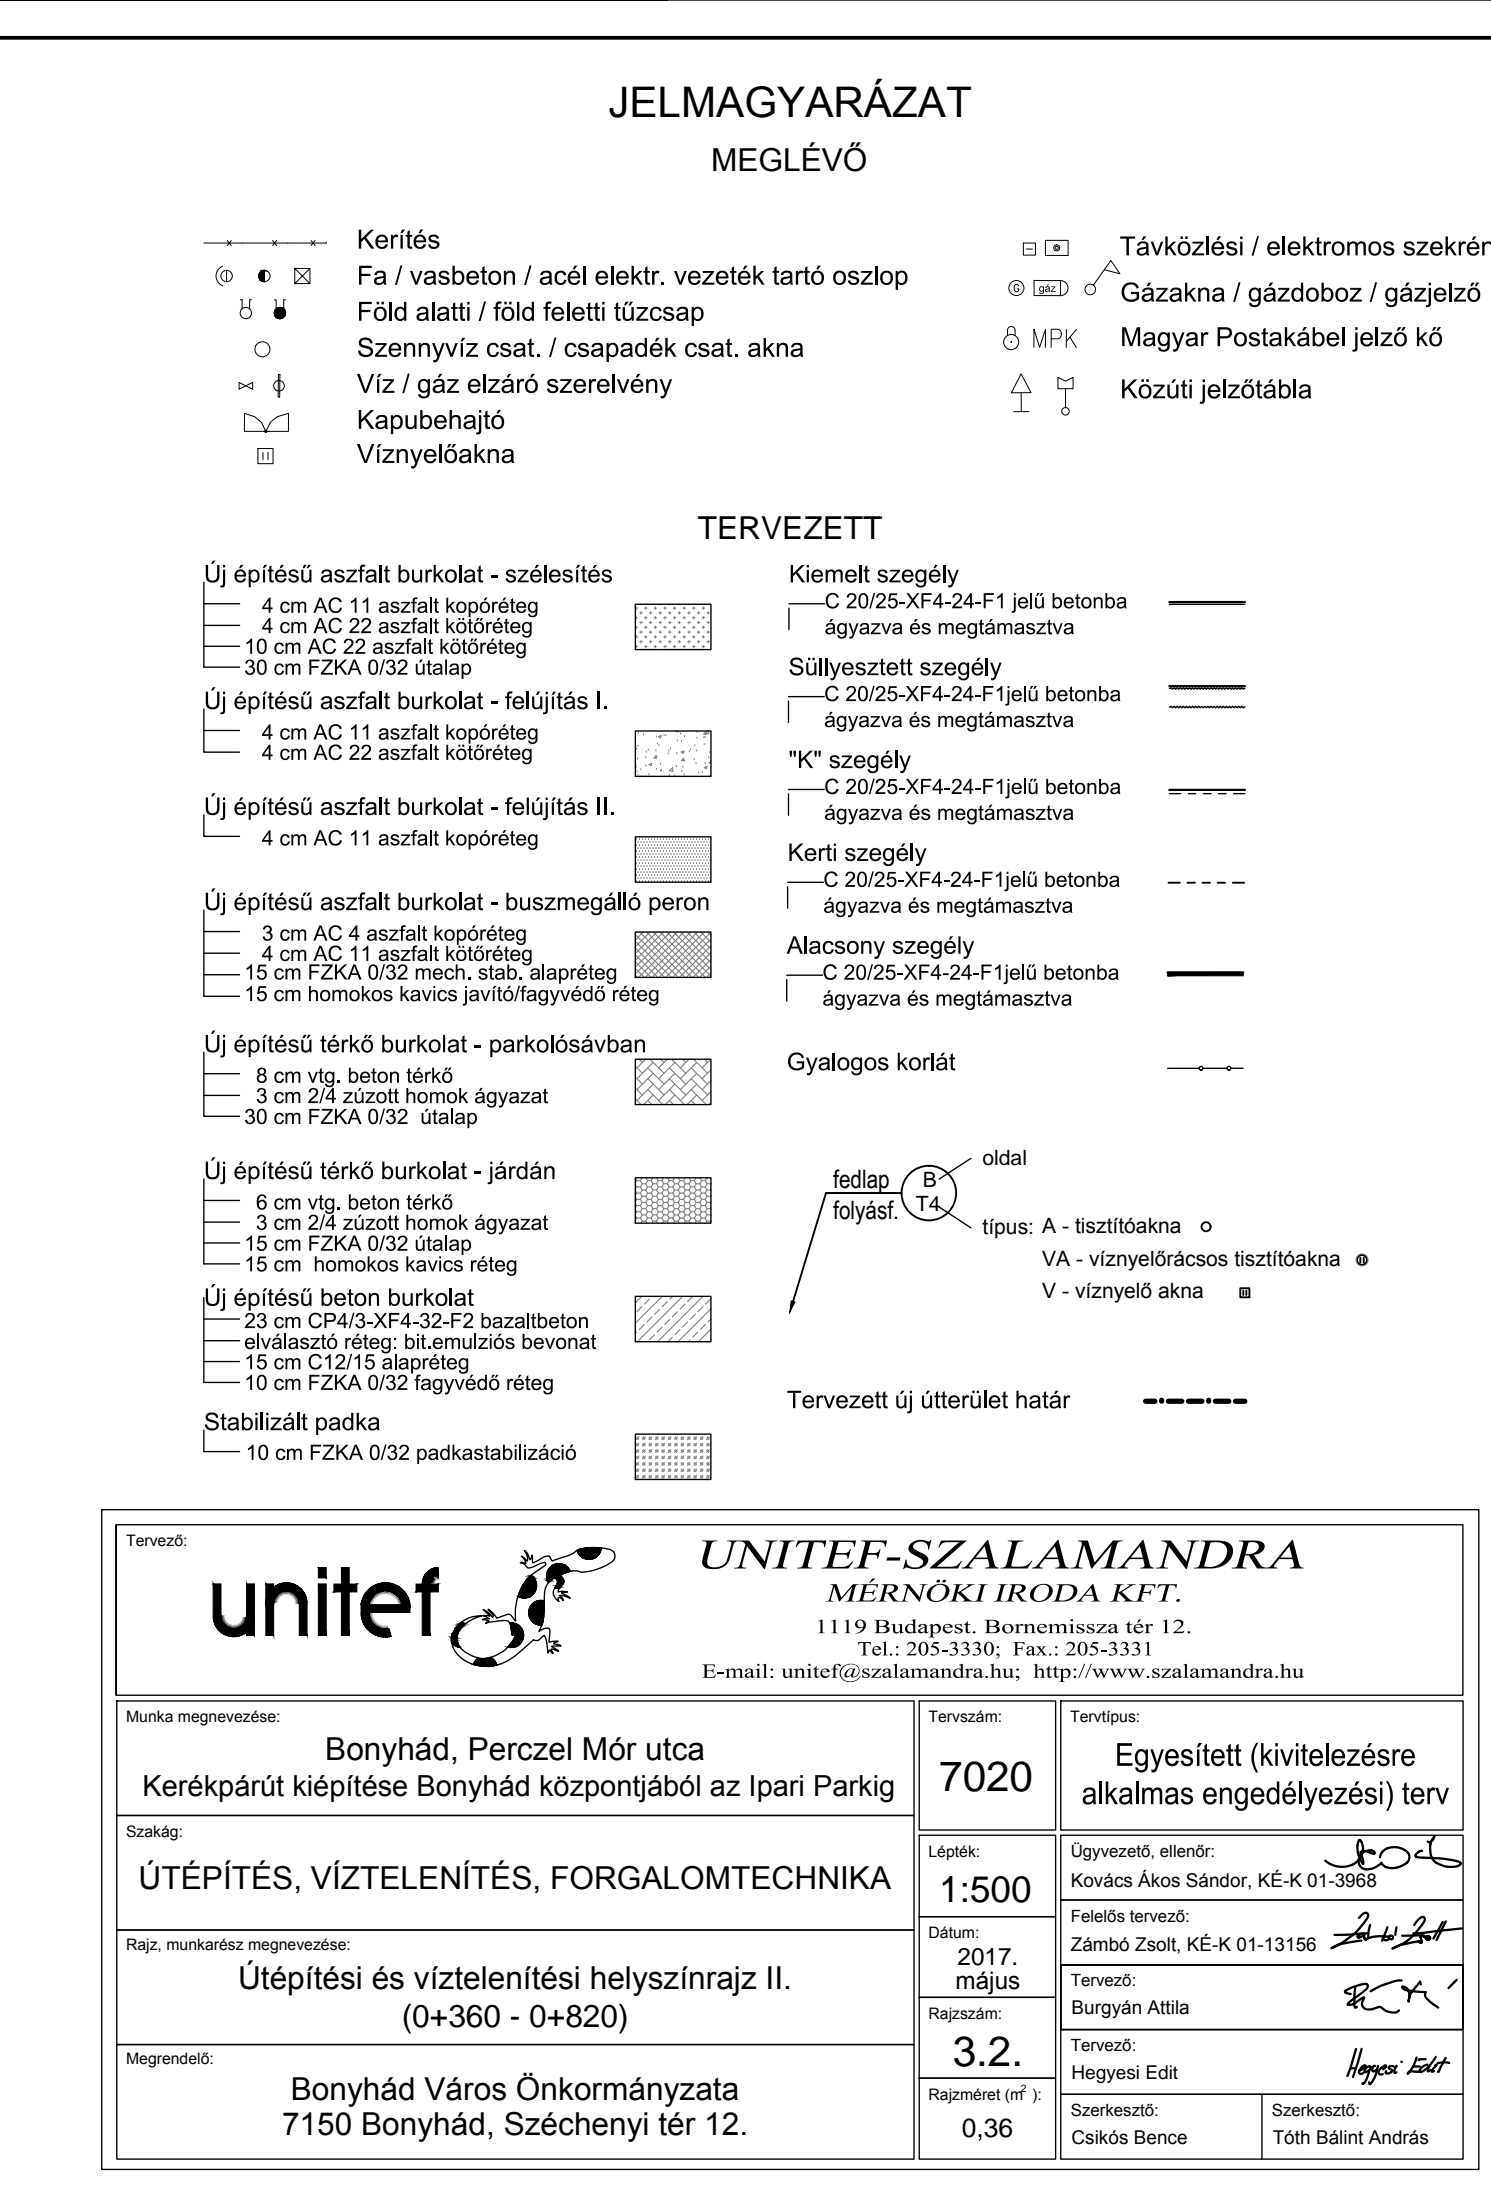 JELMAGYARÁZAT
MEGLÉVŐ
Kerítés
Fa / vasbeton / acél elektr. vezeték tartó oszlop
Föld alatti / föld feletti tűzcsap
Szennyvíz csat. / csapadék csat. akna
Víz / gáz elzáró szerelvény
Kapubehajtó
Víznyelőakna
Távközlési / elektromos szekrén
G gáz Gázakna / gázdoboz / gázjelző
MPK Magyar Postakábel jelző kő
Közúti jelzőtábla
TERVEZETT
Új építésű aszfalt burkolat - szélesítés
4 cm AC 11 aszfalt kopóréteg
4 cm AC 22 aszfalt kötőréteg
10 cm AC 22 aszfalt kötőréteg
30 cm FZKA 0/32 útalap
Új építésű aszfalt burkolat - felújítás I.
4 cm AC 11 aszfalt kopóréteg
4 cm AC 22 aszfalt kötőréteg
Új építésű aszfalt burkolat - felújítás II.
4 cm AC 11 aszfalt kopóréteg
Új építésű aszfalt burkolat - buszmegálló peron
3 cm AC 4 aszfalt kopóréteg
4 cm AC 11 aszfalt kötőréteg
15 cm FZKA 0/32 mech. stab. alapréteg
15 cm homokos kavics javító/fagyvédő réteg
Új építésű térkő burkolat - parkolósávban
8 cm vtg. beton térkő
3 cm 2/4 zúzott homok ágyazat
30 cm FZKA 0/32 útalap
Új építésű térkő burkolat - járdán
6 cm vtg. beton térkő
3 cm 2/4 zúzott homok ágyazat
15 cm FZKA 0/32 útalap
15 cm homokos kavics réteg
Új építésű beton burkolat
23 cm CP4/3-XF4-32-F2 bazaltbeton
elválasztó réteg: bit.emulziós bevonat
15 cm C12/15 alapréteg
10 cm FZKA 0/32 fagyvédő réteg
Stabilizált padka
10 cm FZKA 0/32 padkastabilizáció
Kiemelt szegély
C 20/25-XF4-24-F1 jelű betonba
ágyazva és megtámasztva
Süllyesztett szegély
C 20/25-XF4-24-F1jelű betonba
ágyazva és megtámasztva
"K" szegély
C 20/25-XF4-24-F1jelű betonba
ágyazva és megtámasztva
Kerti szegély
C 20/25-XF4-24-F1jelű betonba
ágyazva és megtámasztva
Alacsony szegély
C 20/25-XF4-24-F1jelű betonba
ágyazva és megtámasztva
Gyalogos korlát
oldal
fedlap B
folyásf. T4
típus: A - tisztítóakna
VA - víznyelőrácsos tisztítóakna
V - víznyelő akna
Tervezett új útterület határ
Tervező:
unitef
UNITEF-SZALAMANDRA
MÉRNÖKI IRODA KFT.
1119 Budapest. Bornemissza tér 12.
Tel.: 205-3330; Fax.: 205-3331
E-mail: unitef@szalamandra.hu; http://www.szalamandra.hu
Munka megnevezése:
Bonyhád, Perczel Mór utca
Kerékpárút kiépítése Bonyhád központjából az Ipari Parkig
Szakág:
ÚTÉPÍTÉS, VÍZTELENÍTÉS, FORGALOMTECHNIKA
Rajz, munkarész megnevezése:
Útépítési és víztelenítési helyszínrajz II.
(0+360 - 0+820)
Megrendelő:
Bonyhád Város Önkormányzata
7150 Bonyhád, Széchenyi tér 12.
Tervszám:
7020
Lépték:
1:500
Dátum:
2017.
május
Rajzszám:
3.2.
Rajzméret (m² ):
0,36
Tervtípus:
Egyesített (kivitelezésre
alkalmas engedélyezési) terv
Ügyvezető, ellenőr:
Kovács Ákos Sándor, KÉ-K 01-3968
Felelős tervező:
Zámbó Zsolt, KÉ-K 01-13156
Tervező:
Burgyán Attila
Tervező:
Hegyesi Edit Hegyesi Edit
Szerkesztő:
Csikós Bence
Szerkesztő:
Tóth Bálint András